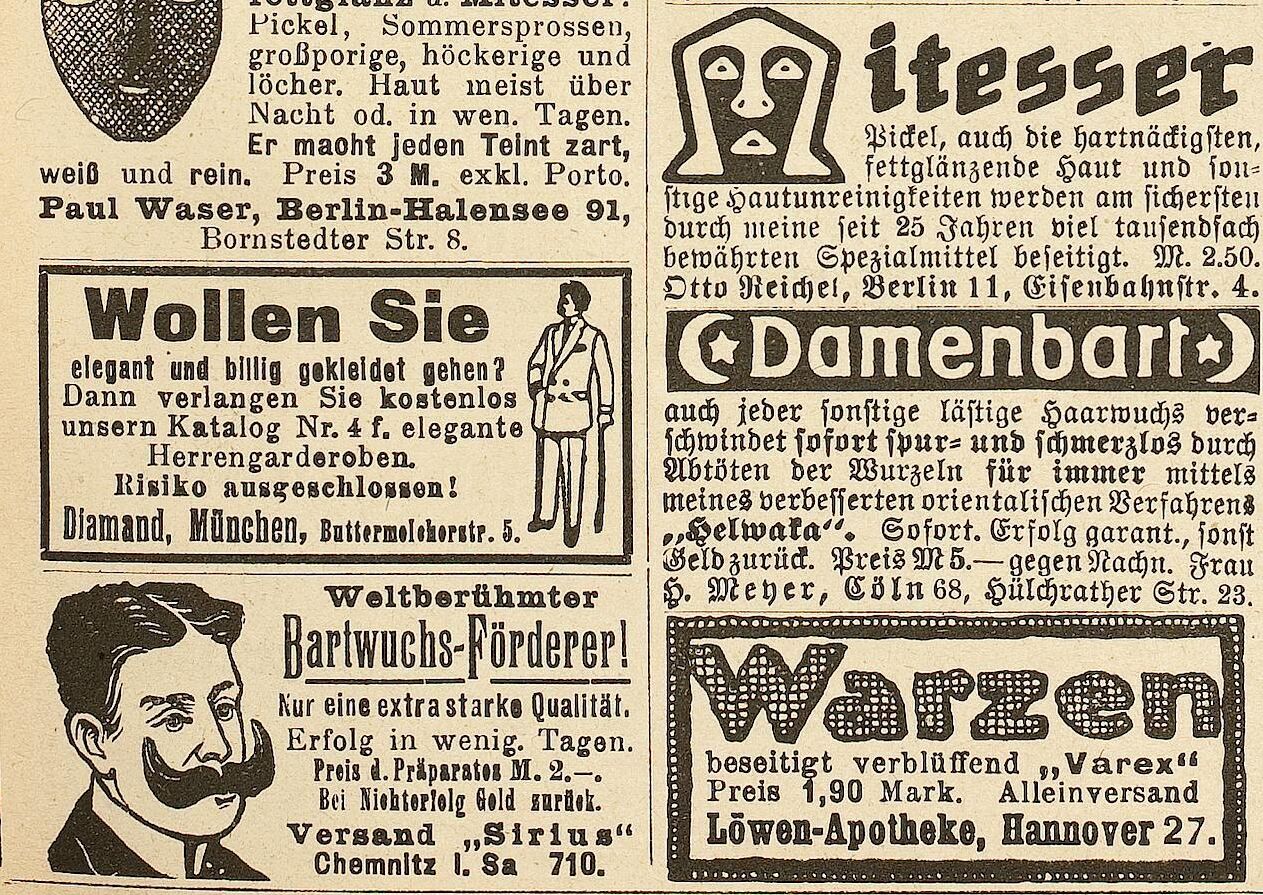 fettglanz u. Mitesser.
Pickel, Sommersprossen,
großporige, höckerige und
löcher. Haut meist über
Nacht od. in wen. Tagen.
Er macht jeden Teint zart,
weiß und rein. Preis 3 M. exkl. Porto.
Paul Waser, Berlin-Halensee 91,
Bornstedter Str. 8.
Wollen Sie
elegant und billig gekleidet gehen?
Dann verlangen Sie kostenlos
unsern Katalog Nr. 4 f. elegante
Herrengarderoben.
Risiko ausgeschlossen!
Diamand, München, Buttermelcherstr. 5.
Weltberühmter
Bartwuchs-Förderer!
Nur eine extra starke Qualität.
Erfolg in wenig. Tagen.
Preis d. Präparates M. 2.–.
Bei Nichterfolg Geld zurück.
Versand „Sirius“
Chemnitz i. Sa 710.
Mitesser
Pickel, auch die hartnäckigsten,
fettglänzende Haut und son-
stige Hautunreinigkeiten werden am sichersten
durch meine seit 25 Jahren viel tausendfach
bewährten Spezialmittel beseitigt. M. 2.50.
Otto Reichel, Berlin 11, Eisenbahnstr. 4.
Damenbart
auch jeder sonstige lästige Haarwuchs ver-
schwindet sofort spur- und schmerzlos durch
Abtöten der Wurzeln für immer mittels
meines verbesserten orientalischen Verfahrens
„Helwaka“. Sofort. Erfolg garant., sonst
Geld zurück. Preis M 5.— gegen Nachn. Frau
H. Meyer, Cöln 68, Hülchrather Str. 23.
Warzen
beseitigt verblüffend „Varex“
Preis 1,90 Mark. Alleinversand
Löwen-Apotheke, Hannover 27.